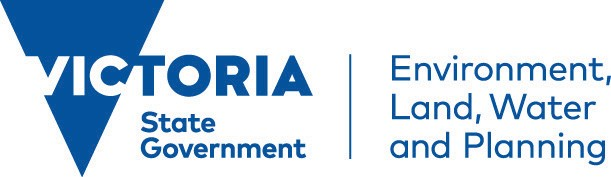 VICTORIA
State
Government
Environment,
Land, Water
and Planning